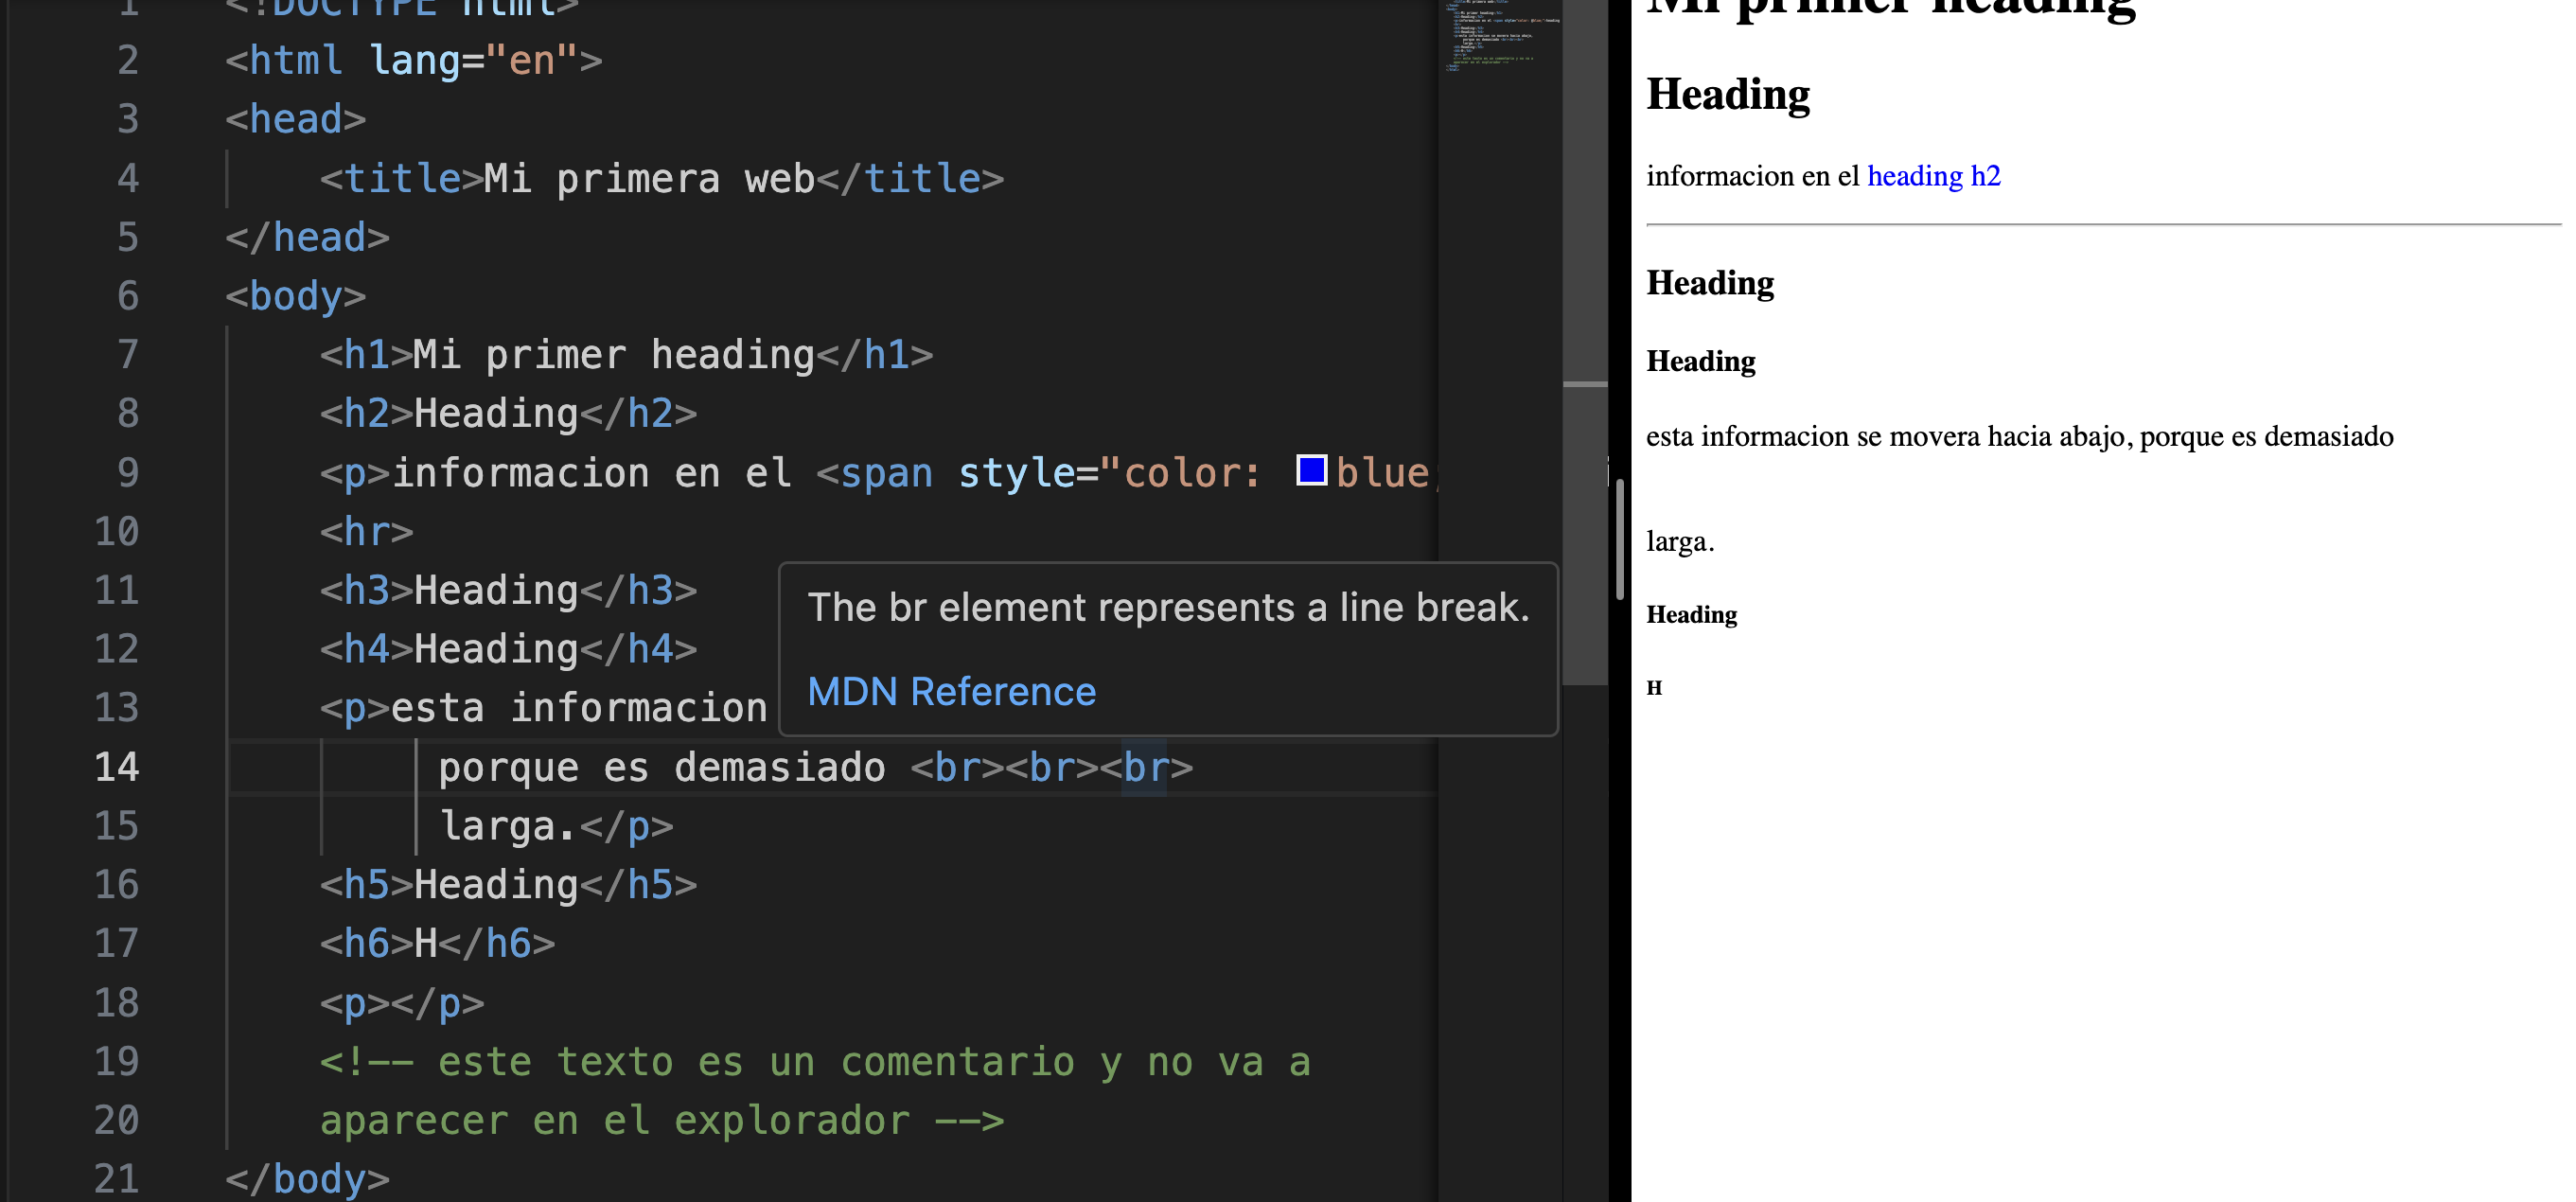 1 <!DOCTYPE html>
2 <html lang="en">
3 <head>
4 <title>Mi primera web</title>
5 </head>
6 <body>
7 <h1>Mi primer heading</h1>
8 <h2>Heading</h2>
9 <p>informacion en el <span style="color: blue;
10 <hr>
11 <h3>Heading</h3>
12 <h4>Heading</h4>
13 <p>esta informacion
14 porque es demasiado <br><br><br>
15 larga.</p>
16 <h5>Heading</h5>
17 <h6>H</h6>
18 <p></p>
19 <!-- este texto es un comentario y no va a
20 aparecer en el explorador -->
21 </body>
The br element represents a line break.
MDN Reference
Mi primer heading
Heading
informacion en el heading h2
Heading
Heading
esta informacion se movera hacia abajo, porque es demasiado
larga.
Heading
H